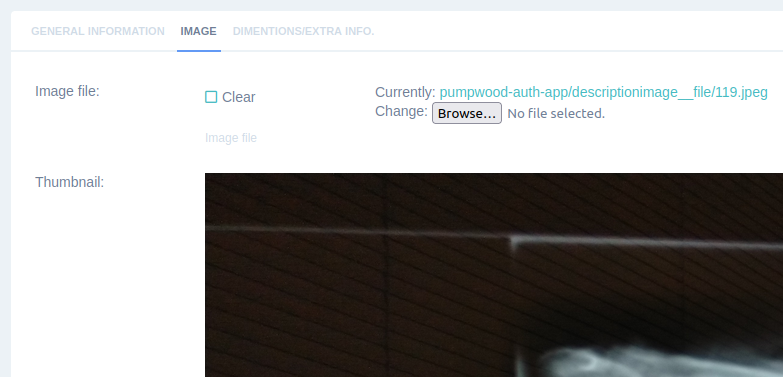 GENERAL INFORMATION IMAGE DIMENTIONS/EXTRA INFO.
Image file:
Clear
Currently: pumpwood-auth-app/descriptionimage__file/119.jpeg
Change: Browse... No file selected.
Image file
Thumbnail: